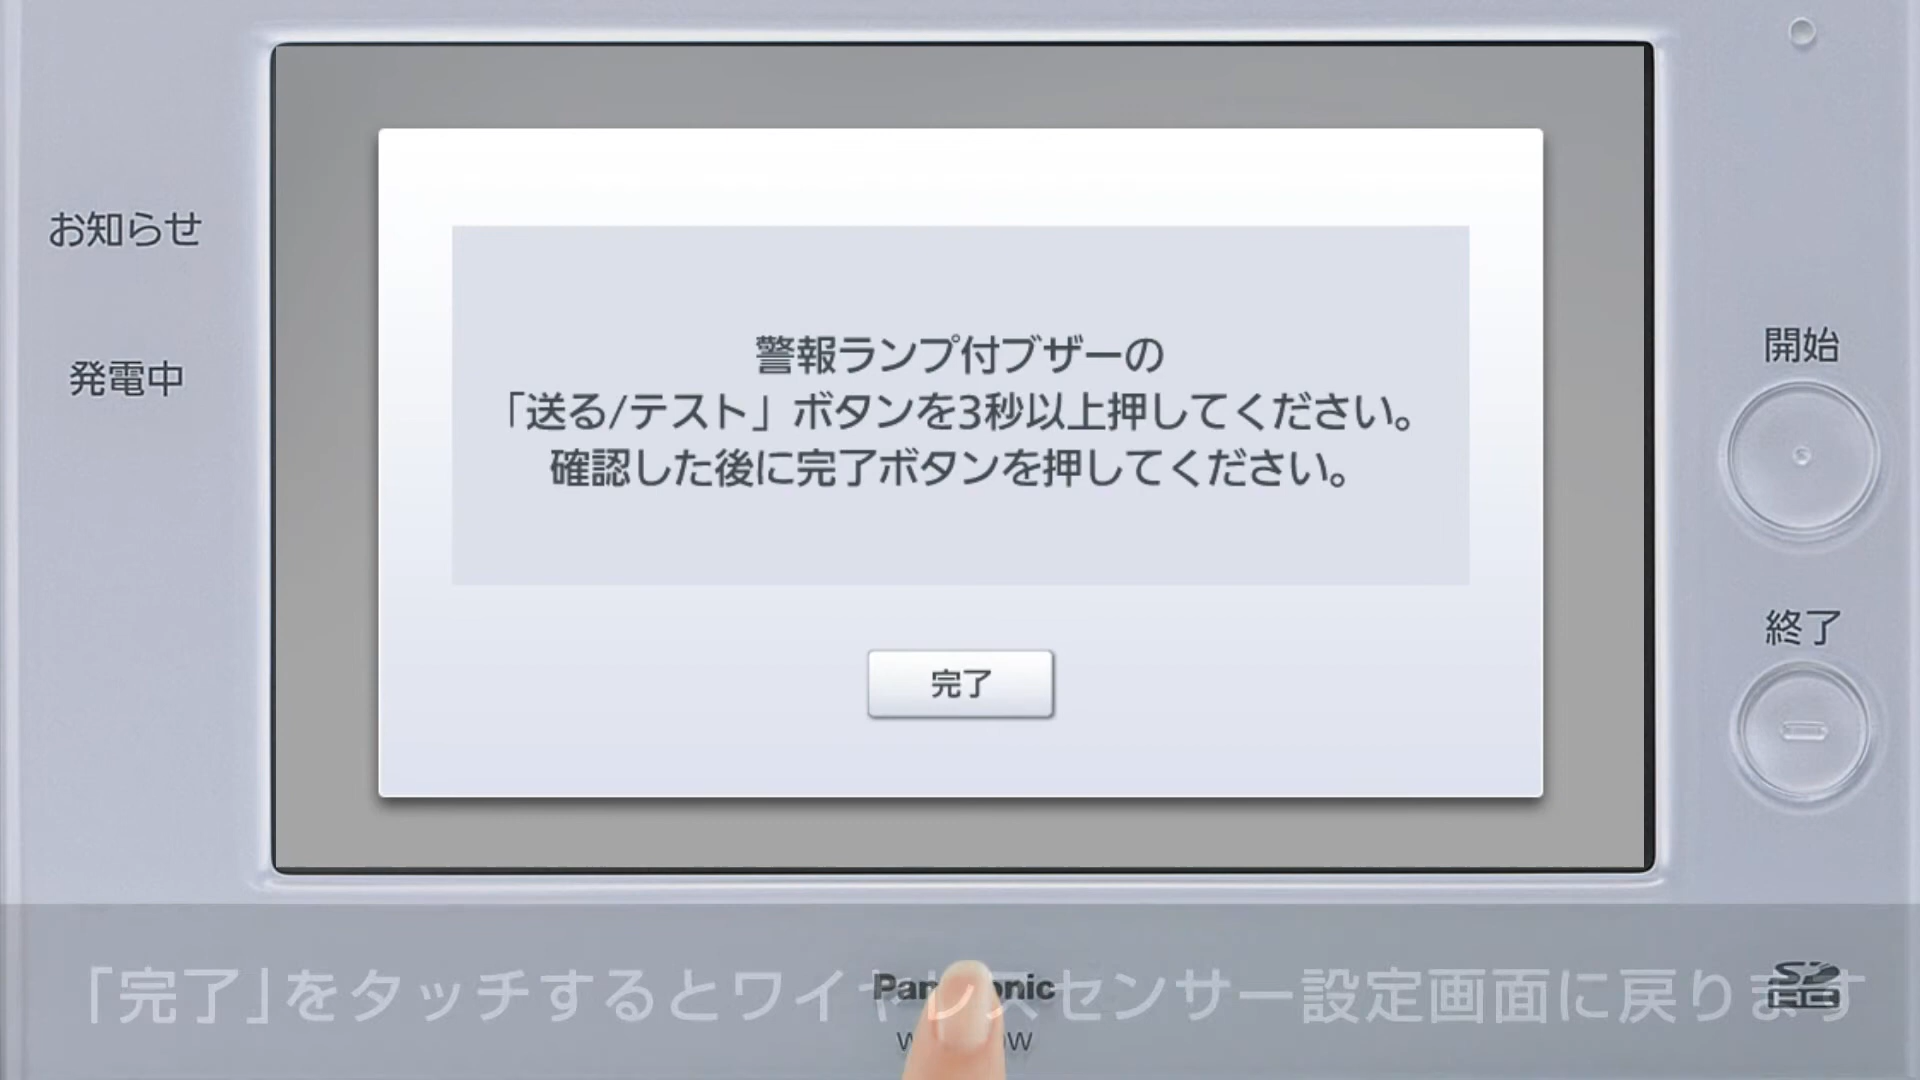 お知らせ
発電中
警報ランプ付ブザーの
「送る/テスト」ボタンを3秒以上押してください。
確認した後に完了ボタンを押してください。
完了
開始
終了
Panasonic
「完了」をタッチするとワイヤレスセンサー設定画面に戻ります
SD
HC